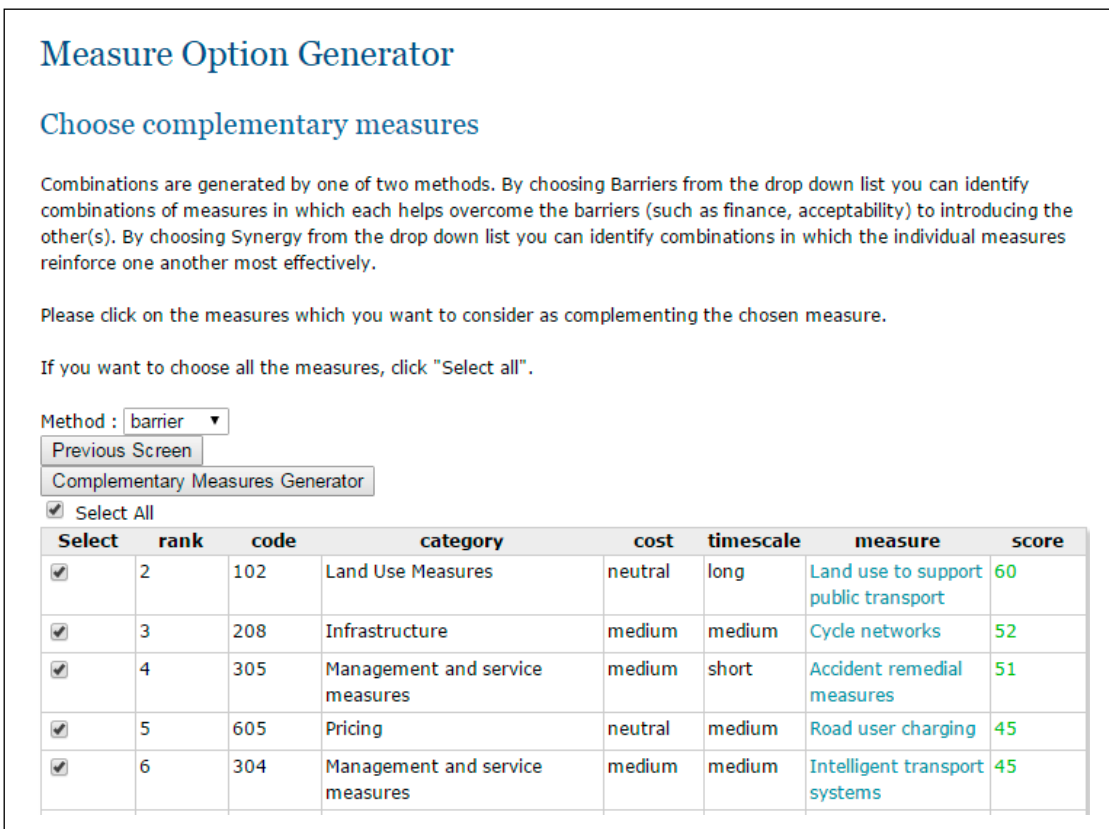 Measure Option Generator
Choose complementary measures
Combinations are generated by one of two methods. By choosing Barriers from the drop down list you can identify
combinations of measures in which each helps overcome the barriers (such as finance, acceptability) to introducing the
other(s). By choosing Synergy from the drop down list you can identify combinations in which the individual measures
reinforce one another most effectively.
Please click on the measures which you want to consider as complementing the chosen measure.
If you want to choose all the measures, click "Select all".
Method : barrier
Previous Screen
Complementary Measures Generator
Select All
Select rank code category cost timescale measure score
2 102 Land Use Measures neutral long Land use to support 60
public transport
3 208 Infrastructure medium medium Cycle networks 52
4 305 Management and service medium short Accident remedial 51
measures measures
5 605 Pricing neutral medium Road user charging 45
6 304 Management and service medium medium Intelligent transport 45
measures systems